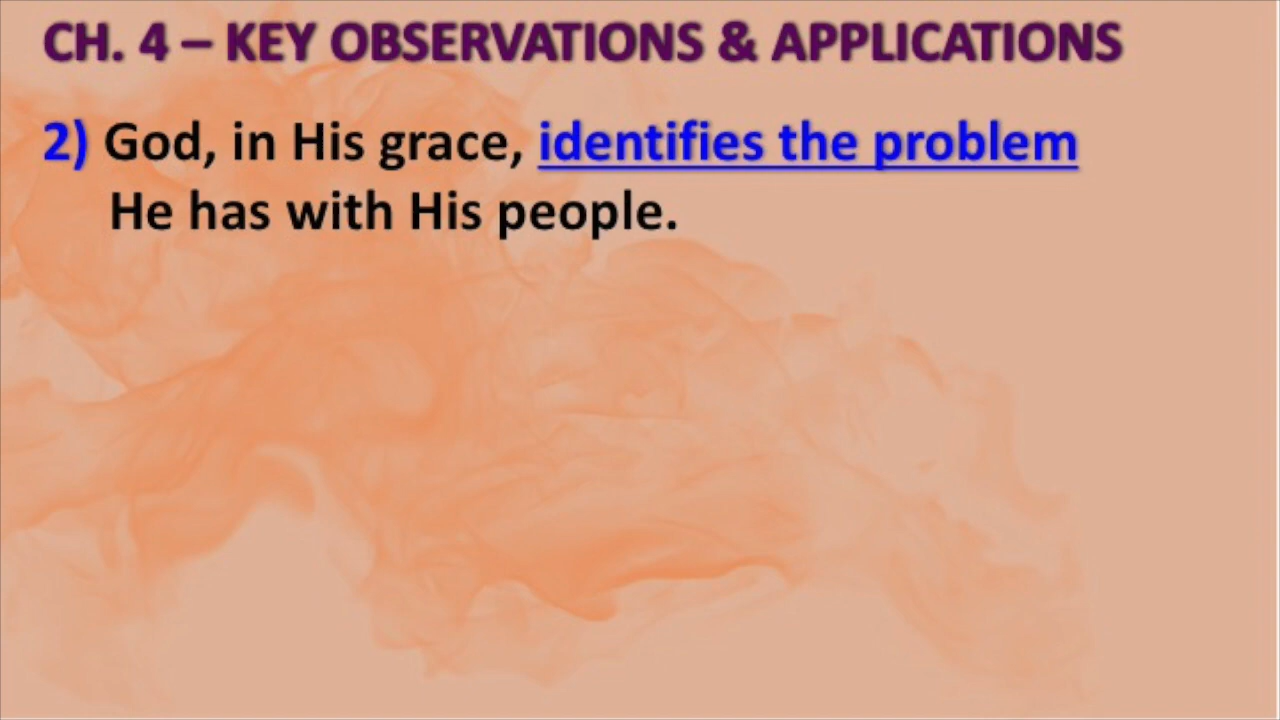 CH. 4 – KEY OBSERVATIONS & APPLICATIONS
2) God, in His grace, identifies the problem
He has with His people.